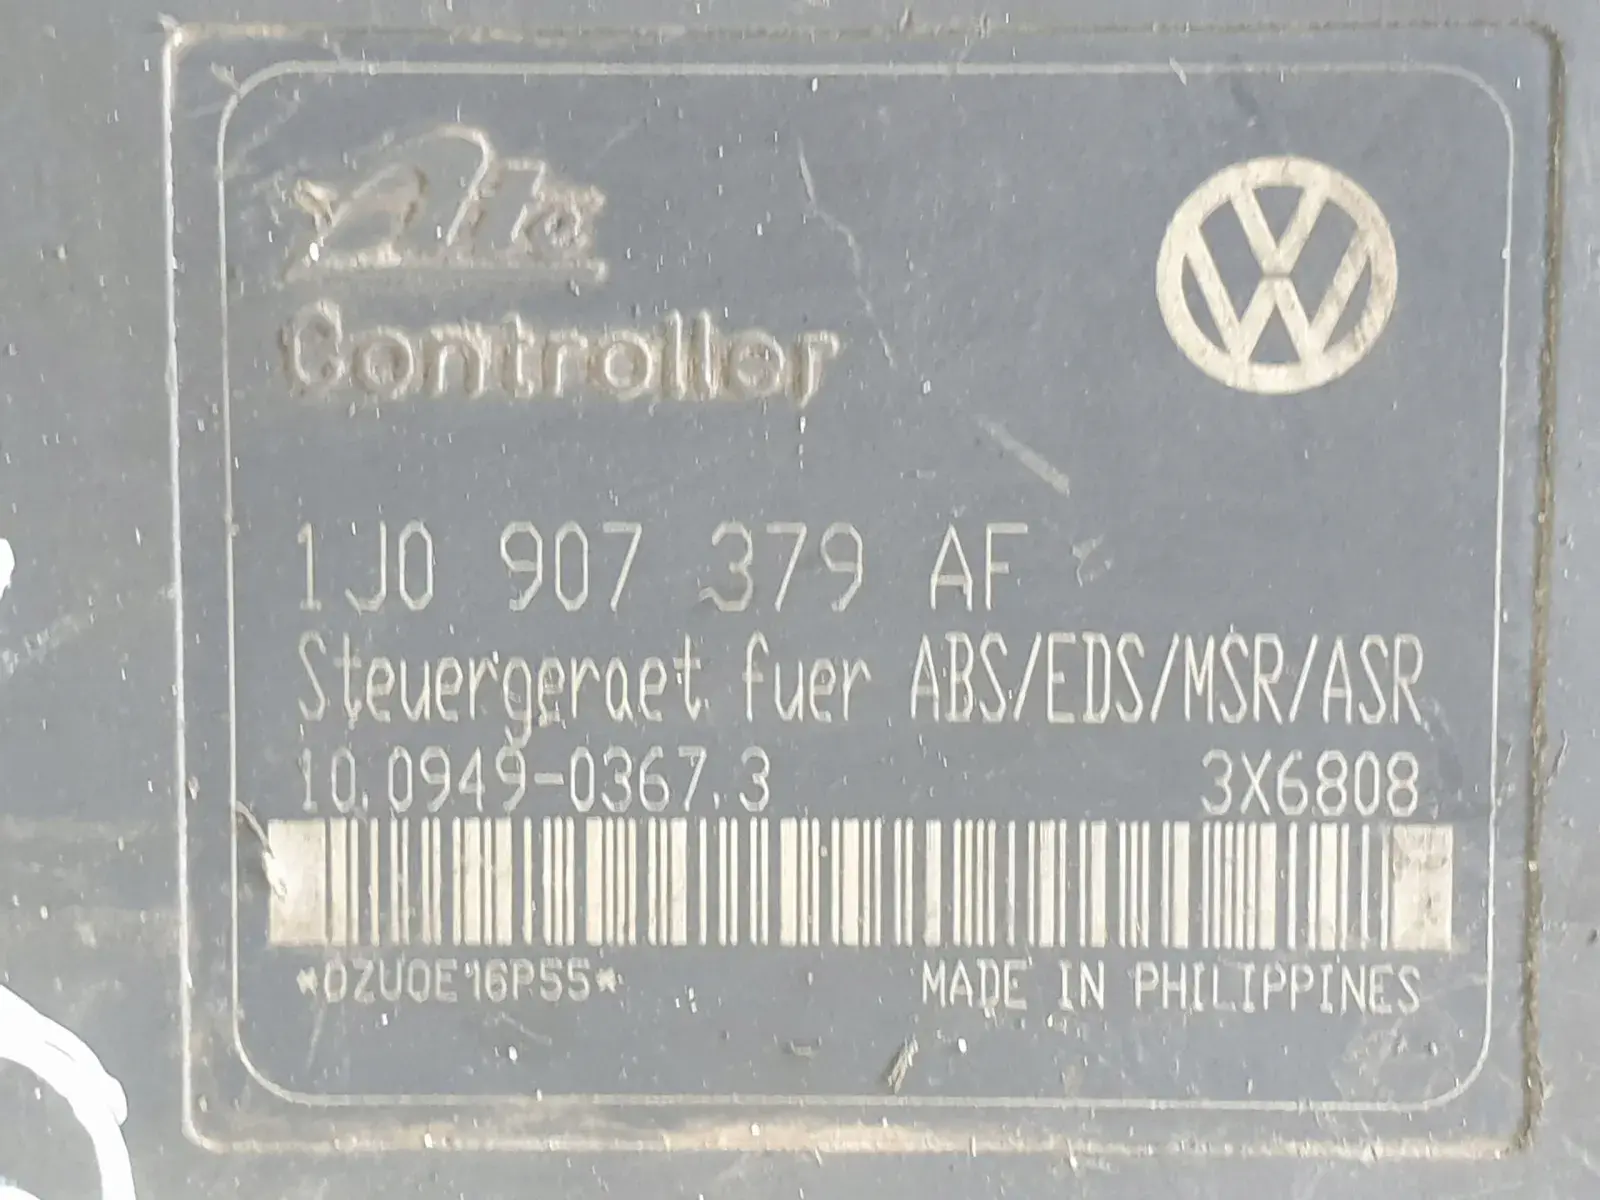 Ate
Controller
1J0 907 379 AF
Steuergeraet fuer ABS/EDS/MSR/ASR
10.0949-0367.3 3X6808
*0ZU0E16P55* MADE IN PHILIPPINES